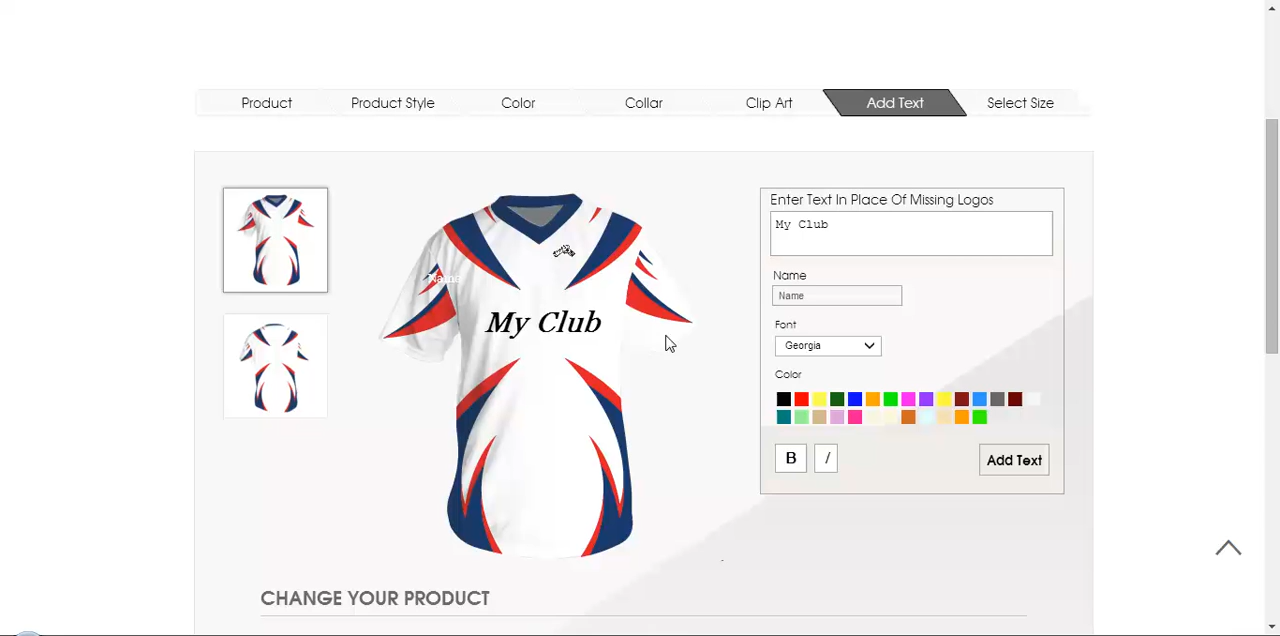 Product Product Style Color Collar Clip Art Add Text Select Size
Enter Text In Place Of Missing Logos
My Club
Name
Name
Name
My Club
Font
Georgia
Color
B / Add Text
CHANGE YOUR PRODUCT